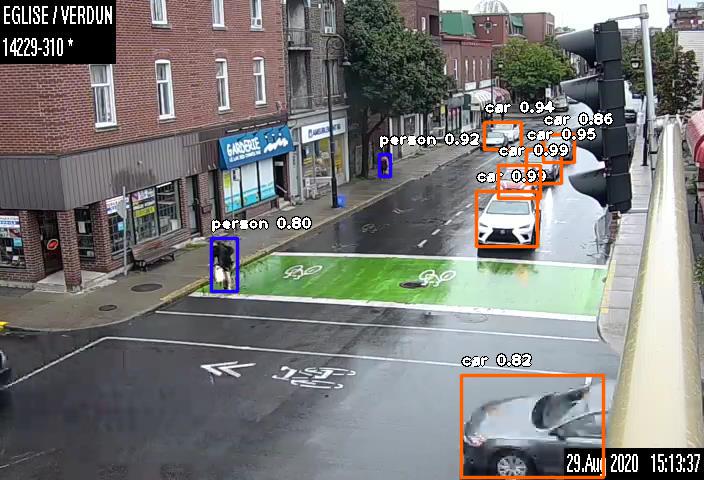 EGLISE / VERDUN
14229-310 *
car 0.94
car 0.86
car 0.95
person 0.92
car 0.99
car 0.99
GARDERIE
person 0.80
car 0.82
29.Aug 2020 15:13:37